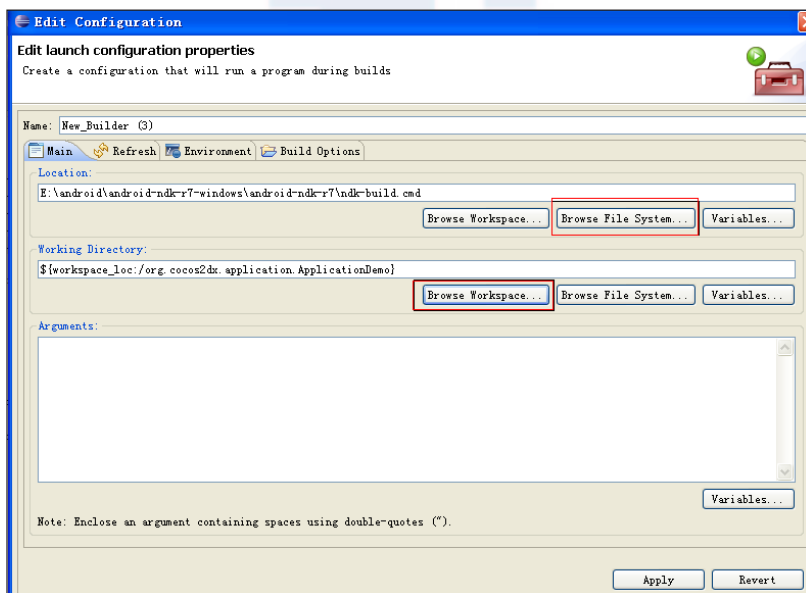 Edit Configuration
Edit launch configuration properties
Create a configuration that will run a program during builds
Name: New_Builder (3)
Main Refresh Environment Build Options
Location:
E:\android\android-ndk-r7-windows\android-ndk-r7\ndk-build.cmd
Browse Workspace... Browse File System... Variables...
Working Directory:
${workspace_loc:/org.cocos2dx.application.ApplicationDemo}
Browse Workspace... Browse File System... Variables...
Arguments:
Variables...
Note: Enclose an argument containing spaces using double-quotes (").
Apply Revert